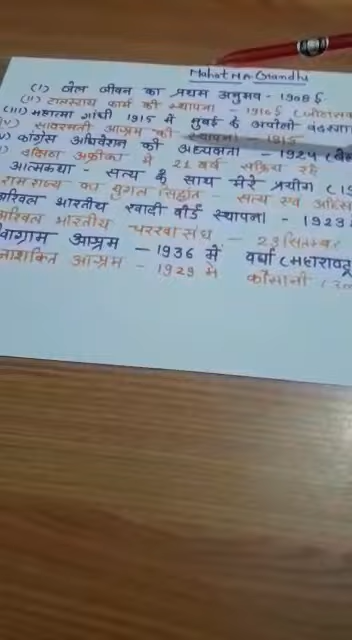 Mahatma Gandhi
(I) जेल जीवन का प्रथम अनुभव - 1908 ई.
(II) टालस्टाय फार्म की स्थापना - 1910 ई
(III) महात्मा गांधी 1915 में मुंबई के अपोलो बन्दरगा
साबरमती आश्रम की स्थापना - 1915
कांग्रेस अधिवेशन की अध्यक्षता - 1924
दक्षिण अफ्रीका में 21 वर्ष सक्रिय रहे
आत्मकथा - सत्य के साथ मेरे प्रयोग
रामराज्य का युगल सिद्धांत - सत्य एवं अहिंस
भारतीय खादी बोर्ड स्थापना - 1923
भारतीय चरखा संघ - 23 सितम्बर
वाग्राम आश्रम - 1936 में वर्धा (महाराष्ट्र
नाशक्ति आश्रम - 1929 में कौसानी